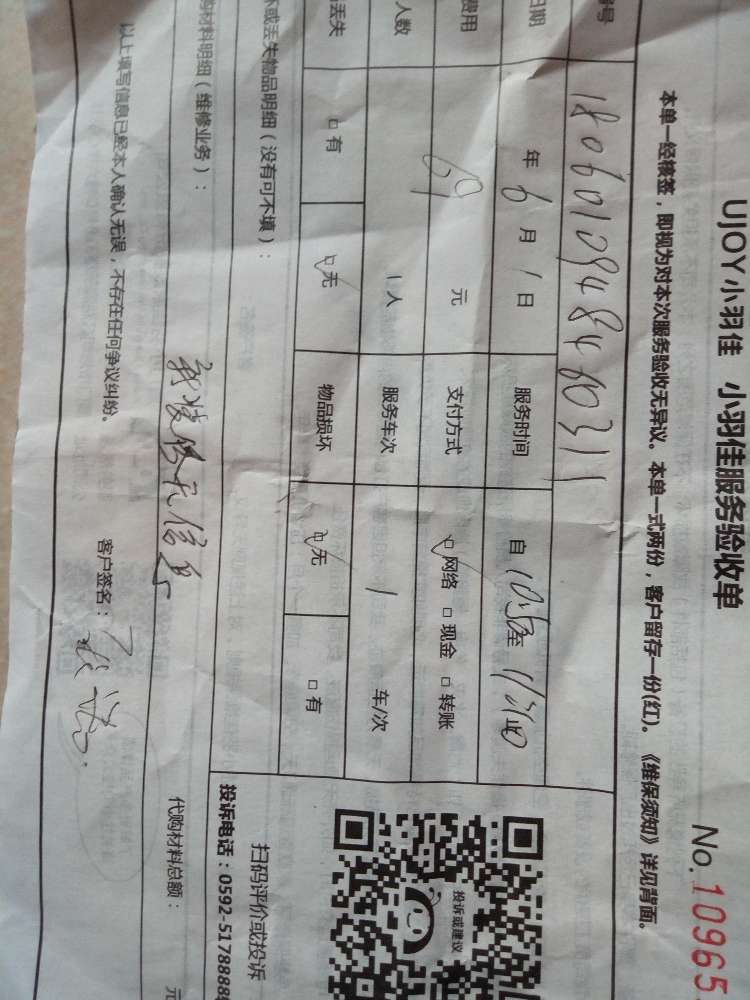 UJOY小羽佳 小羽佳服务验收单
No. 10965
本单一经核签，即视为对本次服务验收无异议。本单一式两份，客户留存一份(红)。《维保须知》详见背面。
号
日期 年 6 月 1 日 服务时间 自 至
费用 69 元 支付方式 网络 现金 转账
人数 1人 服务车次 1 车/次
丢失 有 无 物品损坏 无 有
坏或丢失物品明细（没有可不填）：
购材料明细（维修业务）：
代购材料总额： 元
以上填写信息已经本人确认无误，不存在任何争议纠纷。
客户签名：
投诉或建议
扫码评价或投诉
投诉电话：0592-5178888